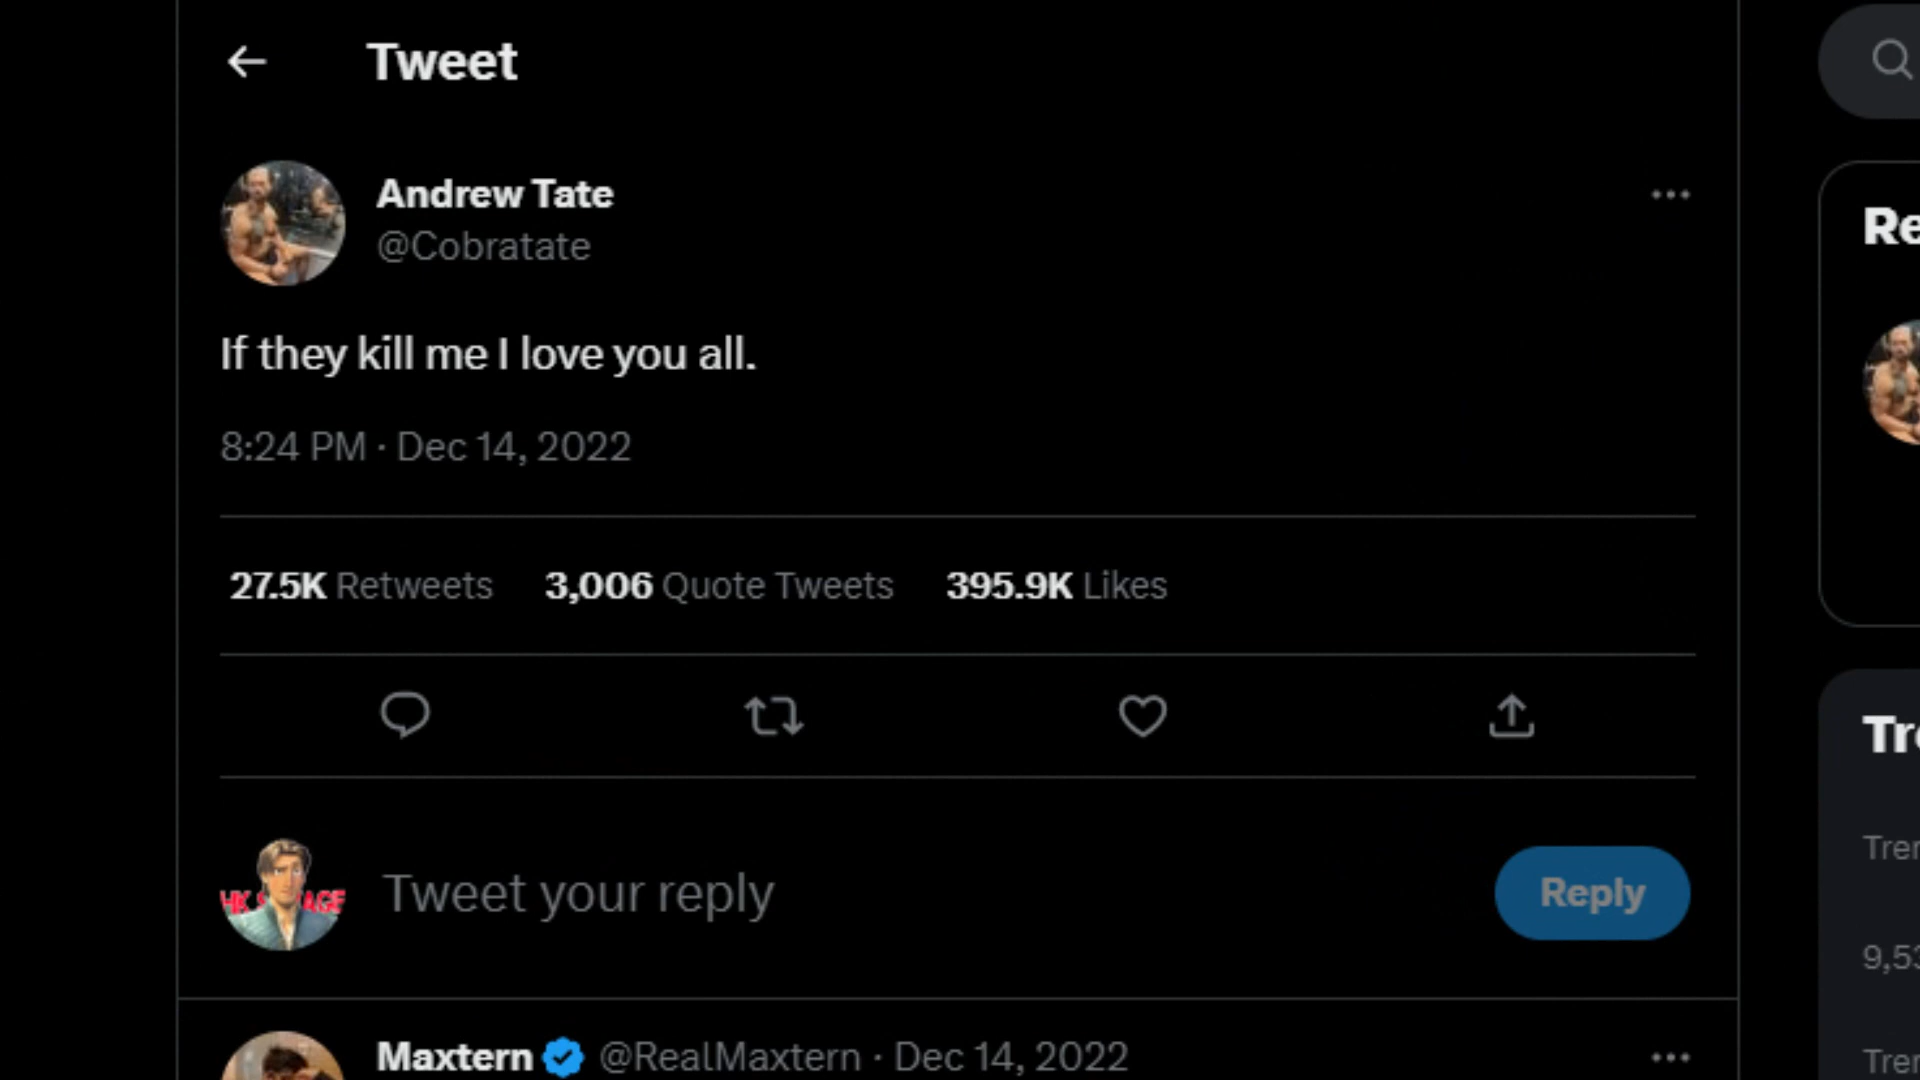 Tweet
Andrew Tate
@Cobratate
If they kill me I love you all.
8:24 PM · Dec 14, 2022
27.5K Retweets 3,006 Quote Tweets 395.9K Likes
Tweet your reply
Reply
Maxtern @RealMaxtern · Dec 14, 2022